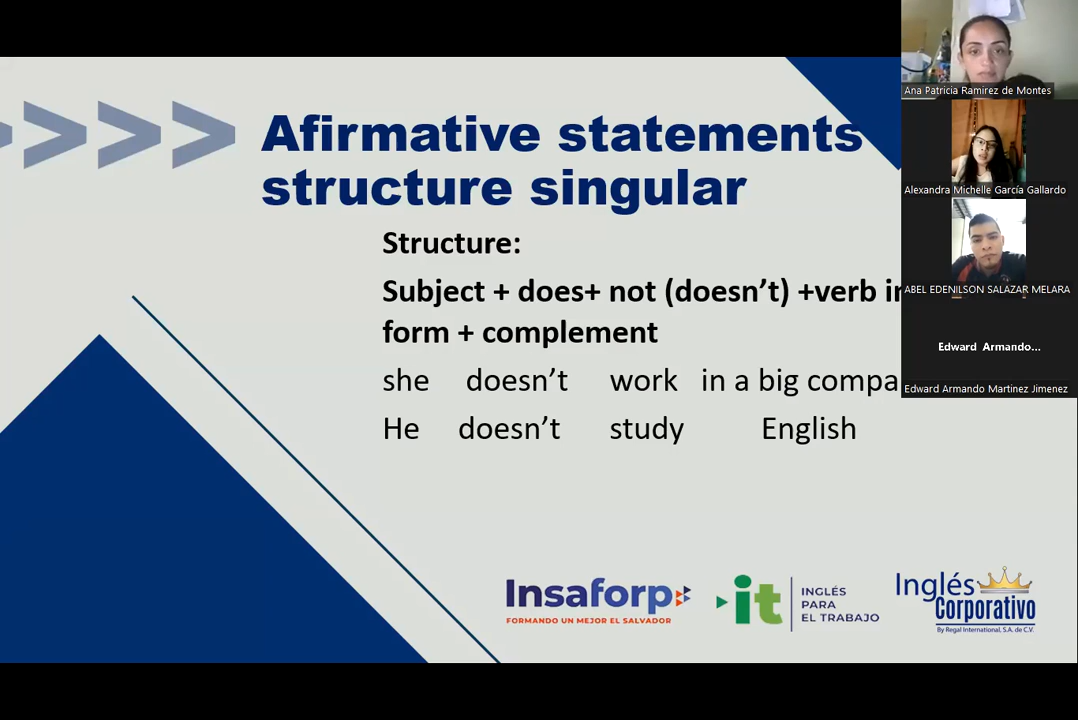 Afirmative statements
structure singular
Structure:
Subject + does+ not (doesn’t) +verb in
form + complement
she doesn’t work in a big compa
He doesn’t study English
Ana Patricia Ramirez de Montes
Alexandra Michelle García Gallardo
ABEL EDENILSON SALAZAR MELARA
Edward Armando...
Edward Armando Martinez Jimenez
Insaforp
FORMANDO UN MEJOR EL SALVADOR
it
INGLÉS
PARA
EL TRABAJO
Inglés
Corporativo
By Regal International, S.A. de C.V.